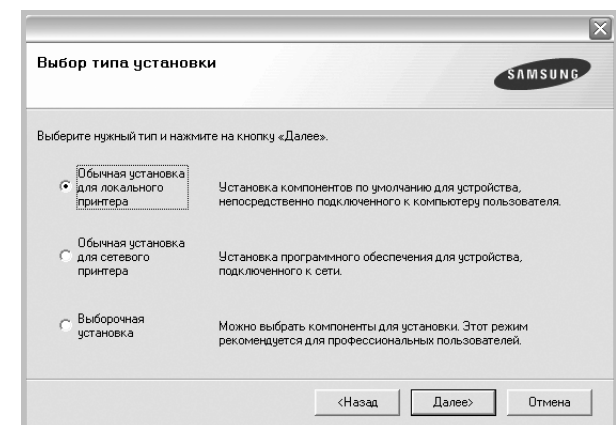 Выбор типа установки
SAMSUNG
Выберите нужный тип и нажмите на кнопку «Далее».
Обычная установка
для локального
принтера
Установка компонентов по умолчанию для устройства,
непосредственно подключенного к компьютеру пользователя.
Обычная установка
для сетевого
принтера
Установка программного обеспечения для устройства,
подключенного к сети.
Выборочная
установка
Можно выбрать компоненты для установки. Этот режим
рекомендуется для профессиональных пользователей.
<Назад
Далее>
Отмена